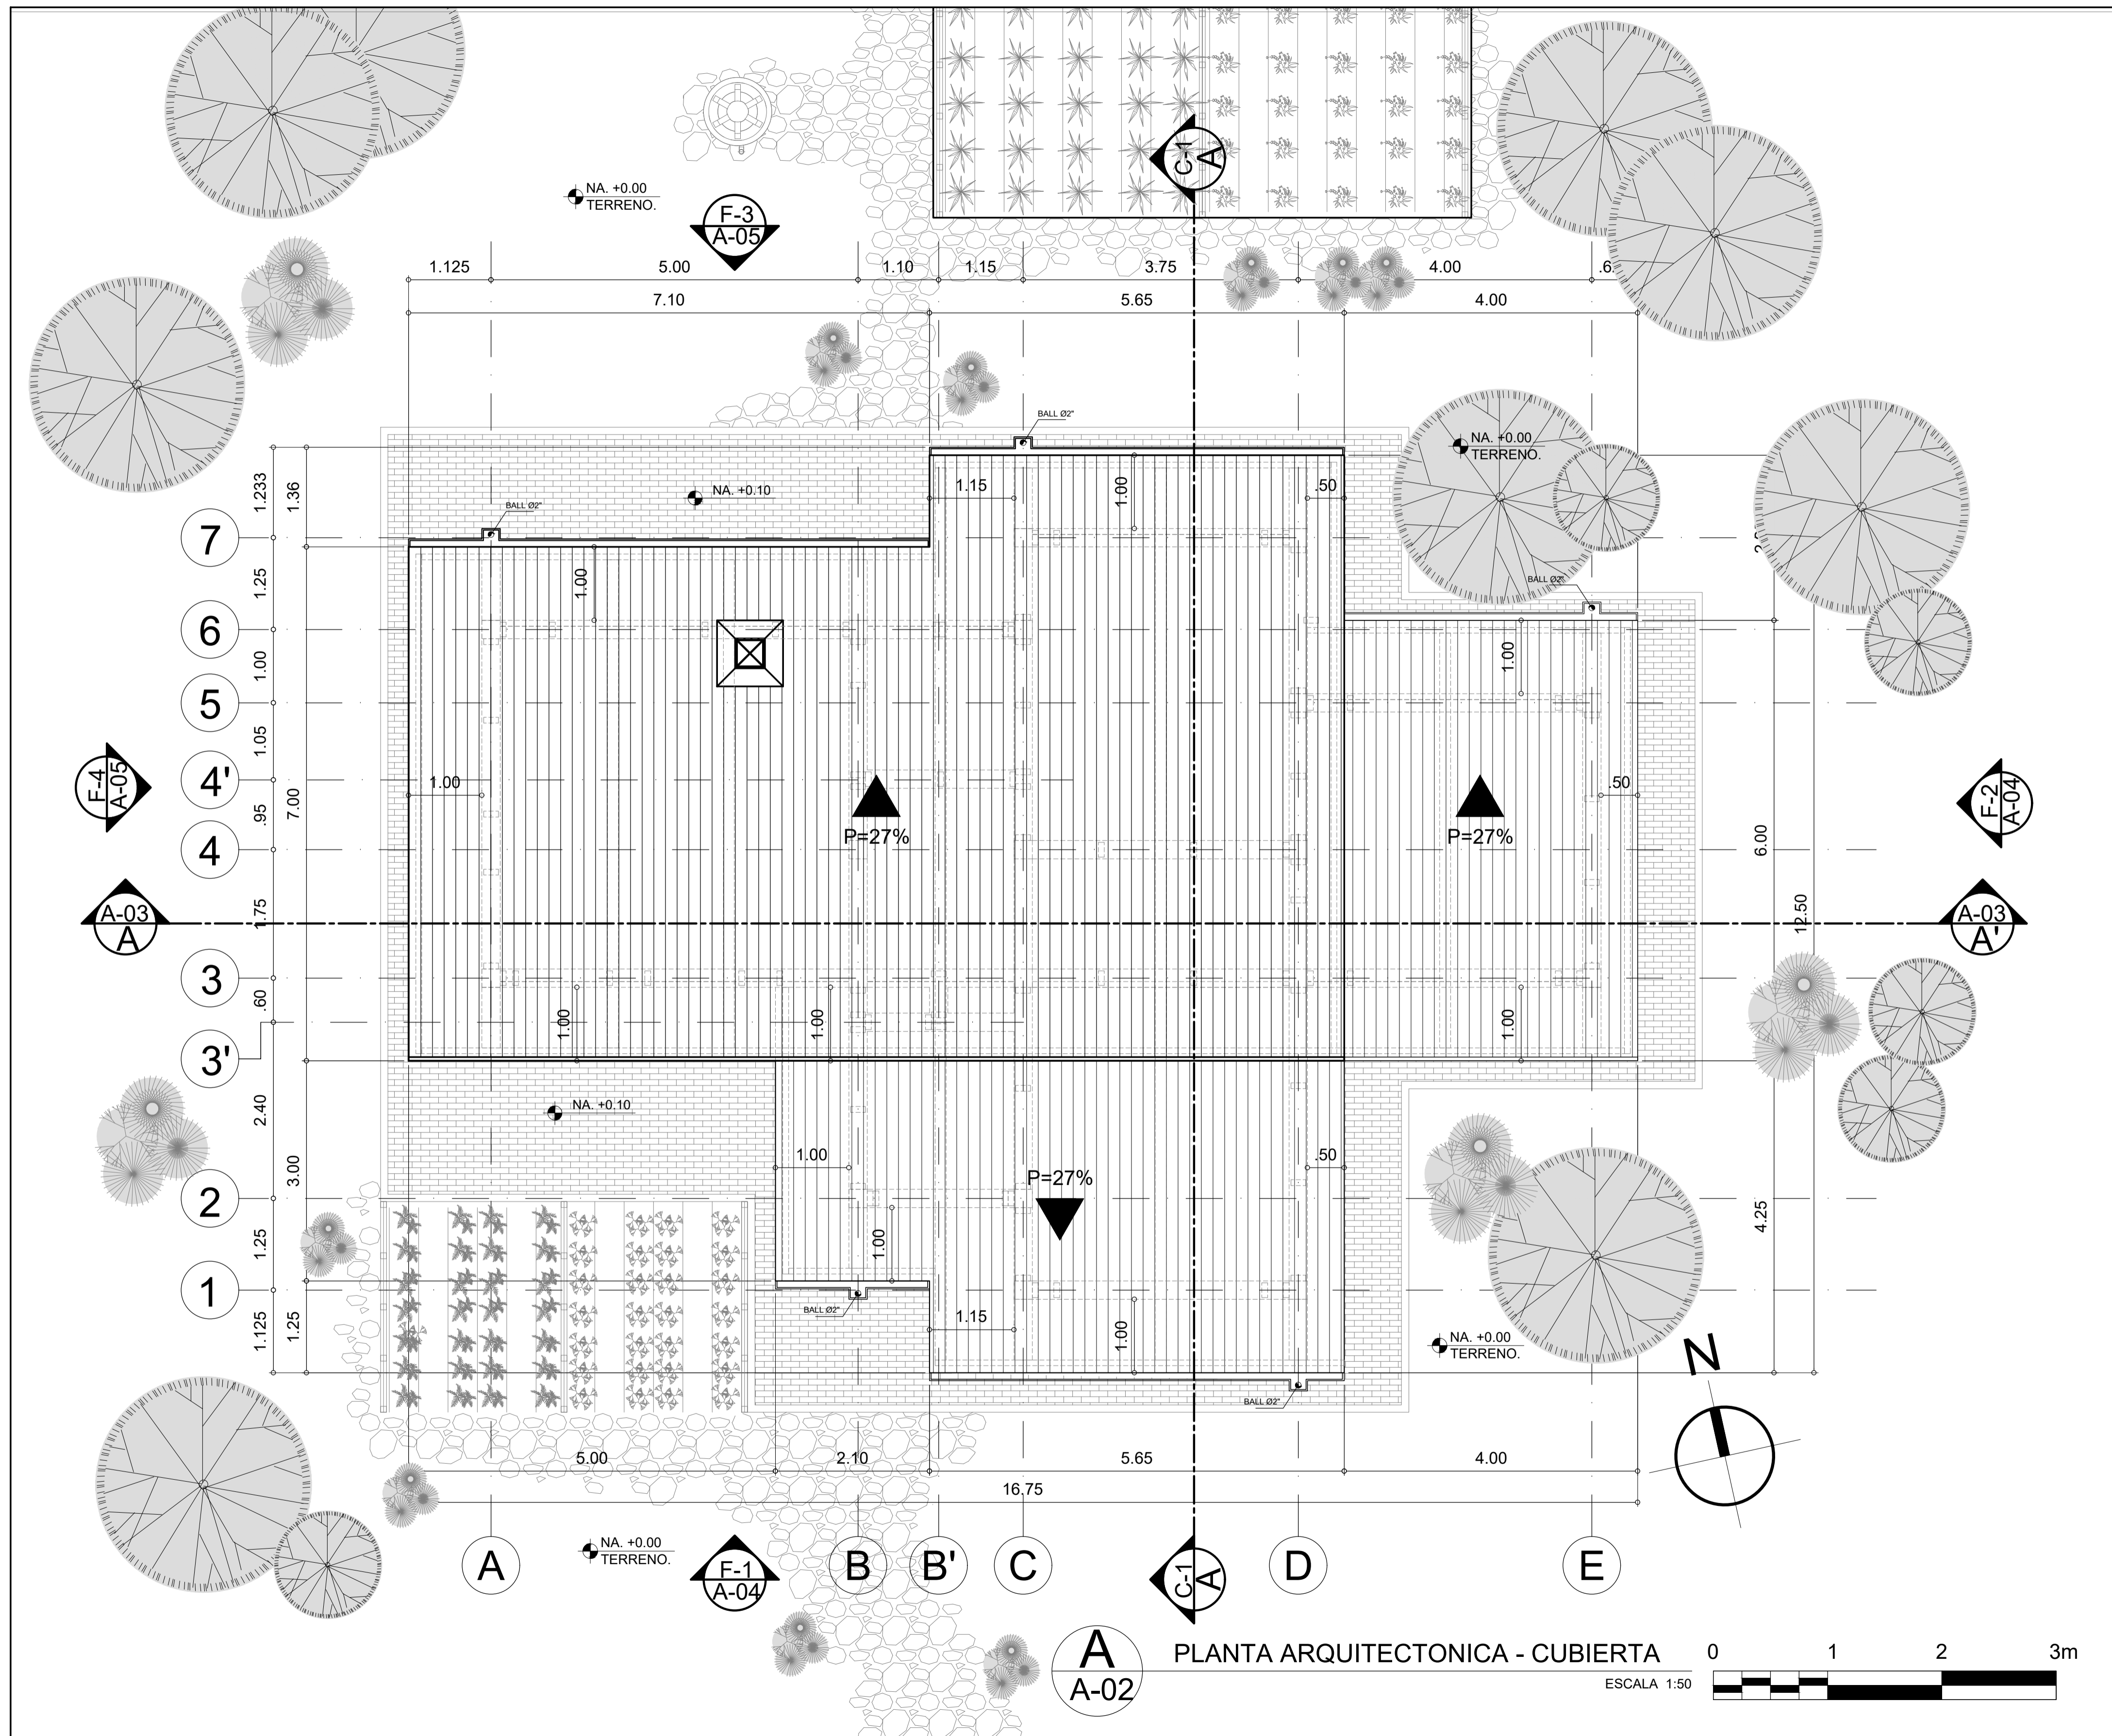 C-1
A
NA. +0.00
TERRENO.
F-3
A-05
1.125
5.00
1.10
1.15
3.75
4.00
7.10
5.65
4.00
BALL Ø2"
NA. +0.00
TERRENO.
1.233
1.36
1.15
1.00
.50
NA. +0.10
BALL Ø2"
7
1.25
1.00
BALL Ø2"
6
1.00
1.00
5
1.05
4'
F-4
A-05
1.00
.50
F-2
A-04
.95
7.00
P=27%
P=27%
6.00
4
A-03
A
1.75
12.50
A-03
A'
3
.60
1.00
1.00
1.00
3'
2.40
NA. +0.10
3.00
1.00
.50
P=27%
2
4.25
1.25
1.00
1
BALL Ø2"
1.15
1.00
1.125
1.25
NA. +0.00
TERRENO.
N
BALL Ø2"
5.00
2.10
5.65
4.00
16.75
NA. +0.00
TERRENO.
A
B
B'
C
D
E
F-1
A-04
C-1
A
A
A-02
PLANTA ARQUITECTONICA - CUBIERTA
ESCALA 1:50
0
1
2
3m